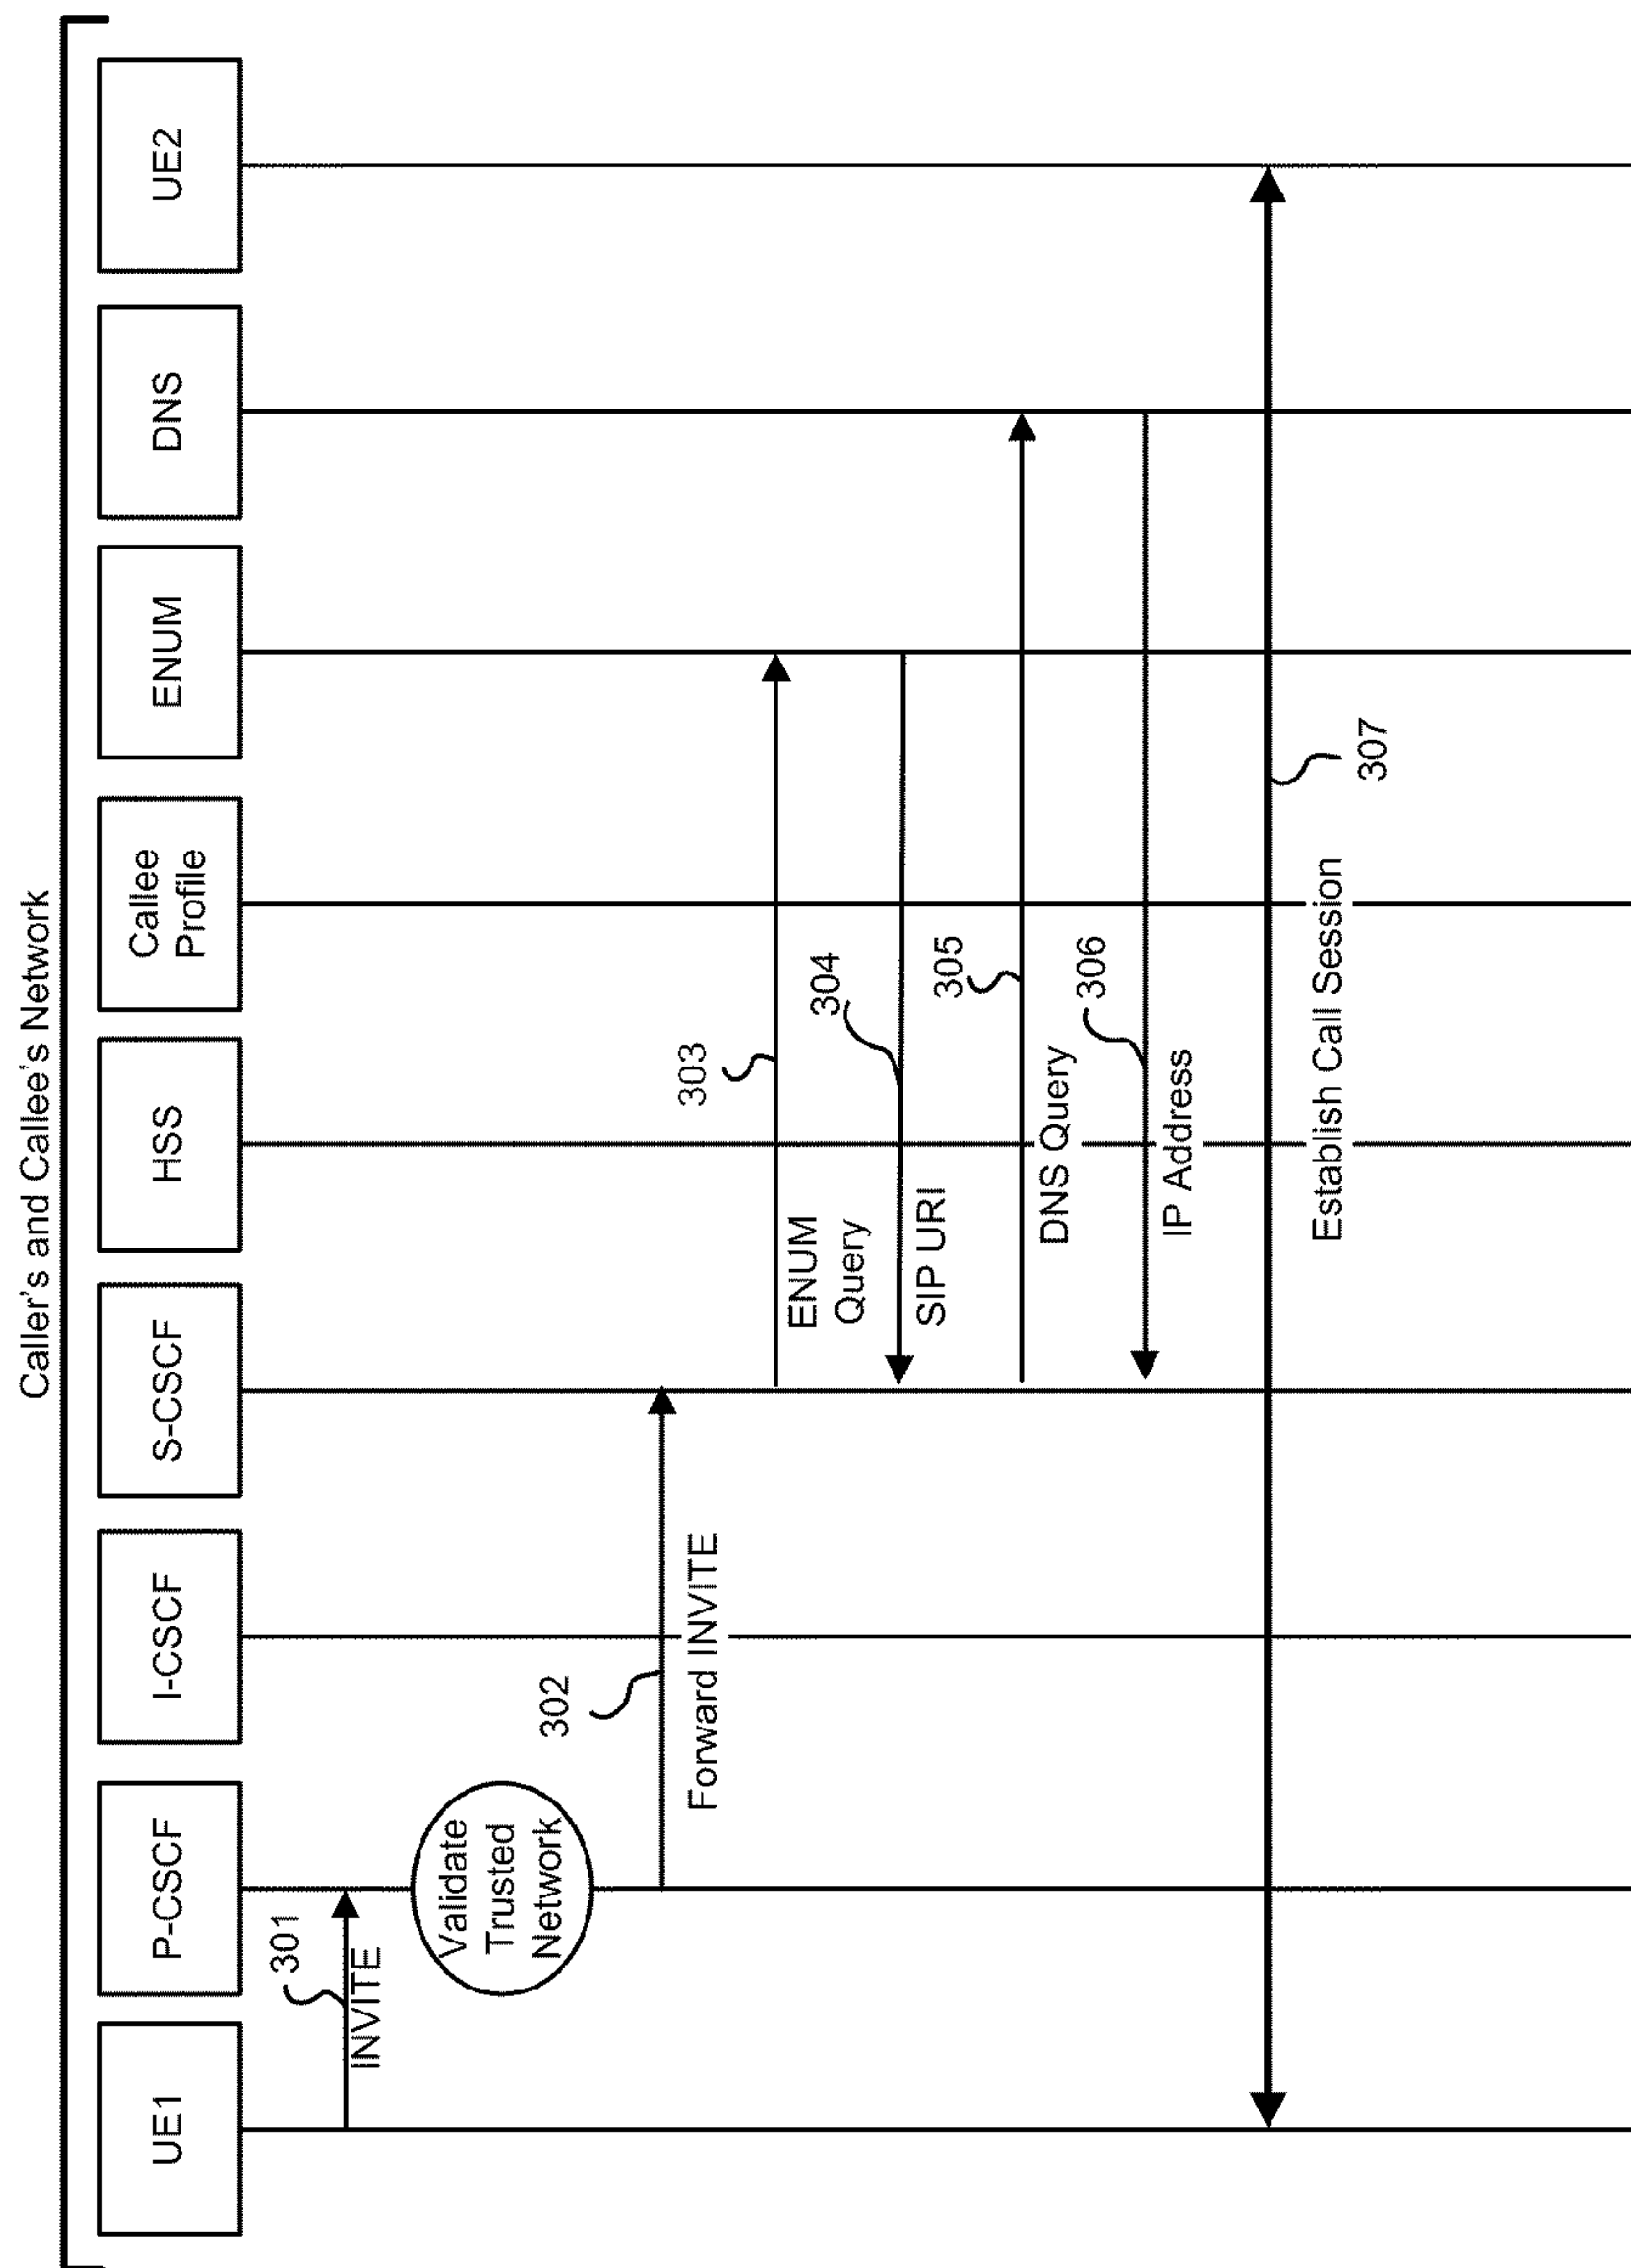 Caller's and Callee's Network
UE1
P-CSCF
I-CSCF
S-CSCF
HSS
Callee
Profile
ENUM
DNS
UE2
301
INVITE
Validate
Trusted
Network
302
Forward INVITE
303
ENUM
Query
304
SIP URI
305
DNS Query
306
IP Address
307
Establish Call Session